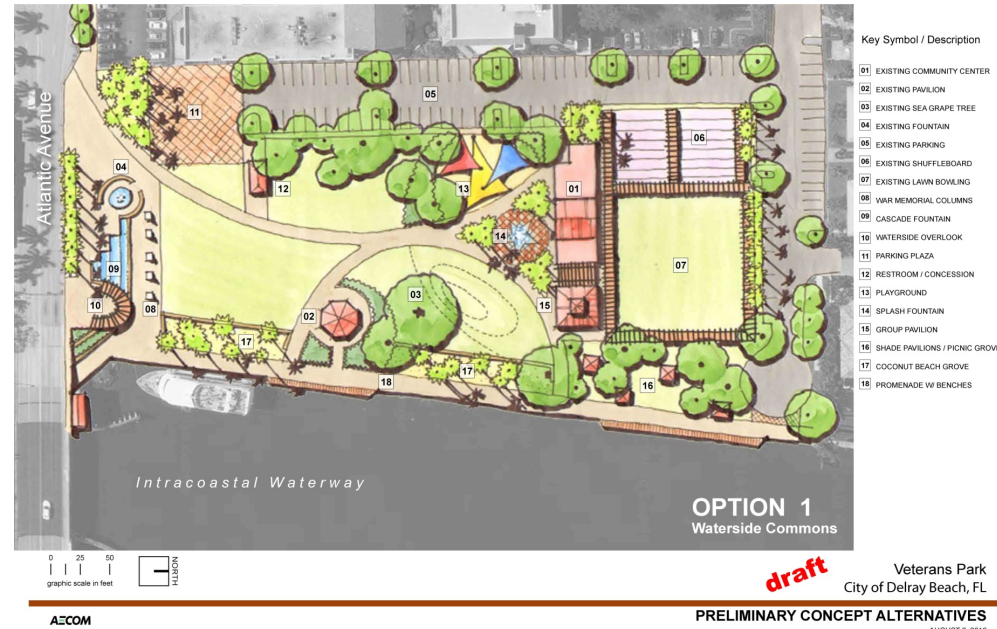 Key Symbol / Description
01 EXISTING COMMUNITY CENTER
02 EXISTING PAVILION
03 EXISTING SEA GRAPE TREE
04 EXISTING FOUNTAIN
05 EXISTING PARKING
06 EXISTING SHUFFLEBOARD
07 EXISTING LAWN BOWLING
08 WAR MEMORIAL COLUMNS
09 CASCADE FOUNTAIN
10 WATERSIDE OVERLOOK
11 PARKING PLAZA
12 RESTROOM / CONCESSION
13 PLAYGROUND
14 SPLASH FOUNTAIN
15 GROUP PAVILION
16 SHADE PAVILIONS / PICNIC GROV
17 COCONUT BEACH GROVE
18 PROMENADE W/ BENCHES
Atlantic Avenue
05
11
06
04
12
13
01
14
07
09
03
10
08
02
15
17
17
18
16
Intracoastal Waterway
OPTION 1
Waterside Commons
0 25 50
graphic scale in feet
NORTH
draft
Veterans Park
City of Delray Beach, FL
AECOM
PRELIMINARY CONCEPT ALTERNATIVES